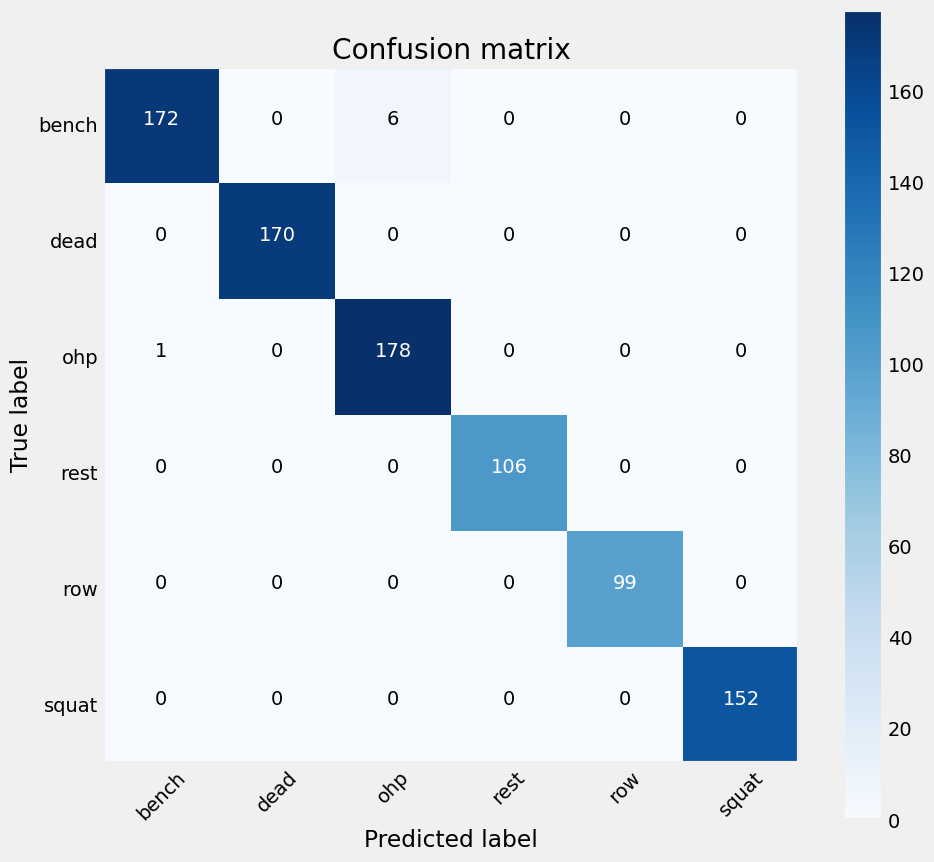 Confusion matrix
True label
bench 172 0 6 0 0 0
dead 0 170 0 0 0 0
ohp 1 0 178 0 0 0
rest 0 0 0 106 0 0
row 0 0 0 0 99 0
squat 0 0 0 0 0 152
bench dead ohp rest row squat
Predicted label
160
140
120
100
80
60
40
20
0